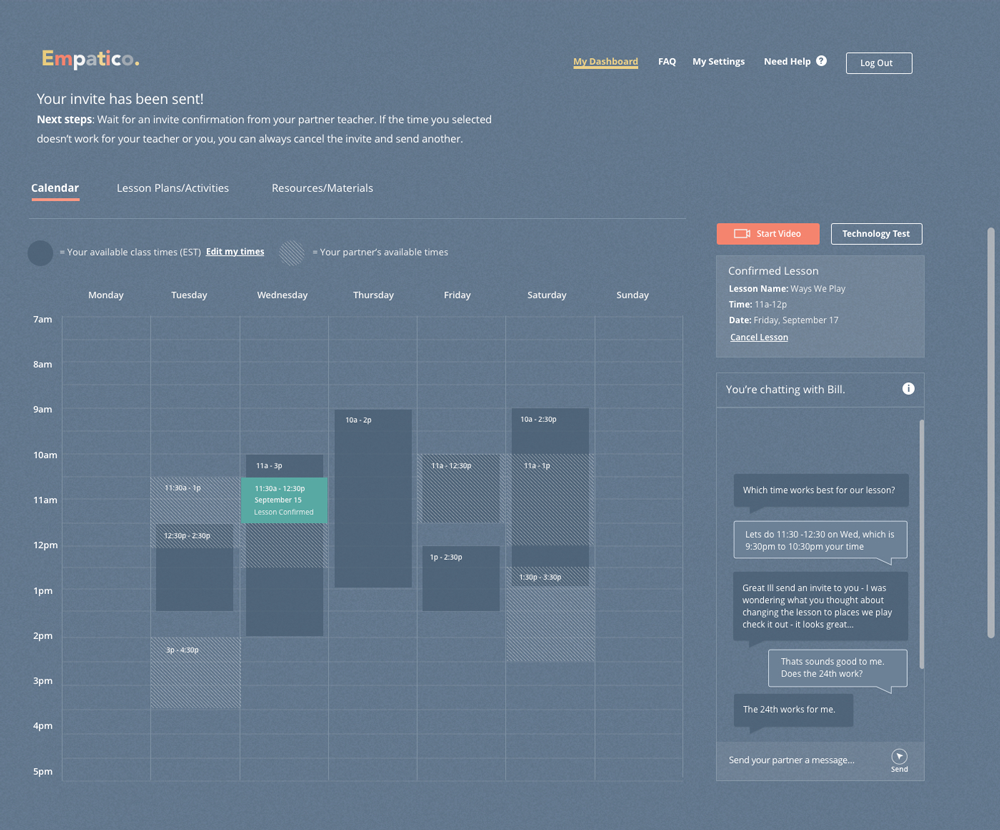 Empatico.
My Dashboard
FAQ
My Settings
Need Help ?
Log Out
Your invite has been sent!
Next steps: Wait for an invite confirmation from your partner teacher. If the time you selected
doesn't work for your teacher or you, you can always cancel the invite and send another.
Calendar
Lesson Plans/Activities
Resources/Materials
= Your available class times (EST) Edit my times
= Your partner's available times
Monday
Tuesday
Wednesday
Thursday
Friday
Saturday
Sunday
7am
8am
9am
10am
11am
12pm
1pm
2pm
3pm
4pm
5pm
11:30a - 1p
12:30p - 2:30p
3p - 4:30p
11a - 3p
11:30a - 12:30p
September 15
Lesson Confirmed
10a - 2p
11a - 12:30p
1p - 2:30p
10a - 2:30p
11a - 1p
1:30p - 3:30p
Start Video
Technology Test
Confirmed Lesson
Lesson Name: Ways We Play
Time: 11a-12p
Date: Friday, September 17
Cancel Lesson
You're chatting with Bill.
i
Which time works best for our lesson?
Lets do 11:30 -12:30 on Wed, which is
9:30pm to 10:30pm your time
Great Ill send an invite to you - I was
wondering what you thought about
changing the lesson to places we play
check it out - it looks great...
Thats sounds good to me.
Does the 24th work?
The 24th works for me.
Send your partner a message...
Send